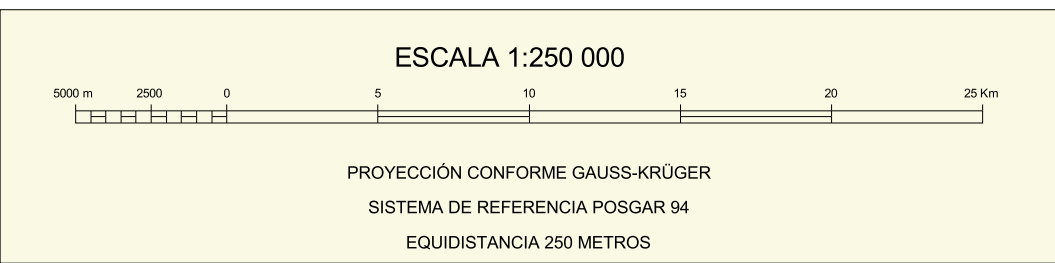 ESCALA 1:250 000
5000 m 2500 0 5 10 15 20 25 Km
PROYECCIÓN CONFORME GAUSS-KRÜGER
SISTEMA DE REFERENCIA POSGAR 94
EQUIDISTANCIA 250 METROS